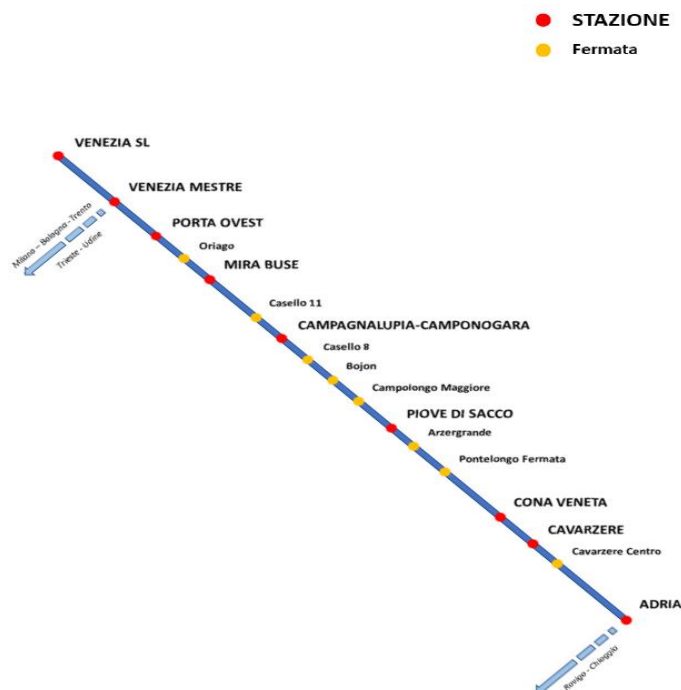 STAZIONE
Fermata
VENEZIA SL
VENEZIA MESTRE
Milano – Bologna - Trento
Trieste - Udine
PORTA OVEST
Oriago
MIRA BUSE
Casello 11
CAMPAGNALUPIA-CAMPONOGARA
Casello 8
Bojon
Campolongo Maggiore
PIOVE DI SACCO
Arzergrande
Pontelongo Fermata
CONA VENETA
CAVARZERE
Cavarzere Centro
ADRIA
Rovigo - Chioggia